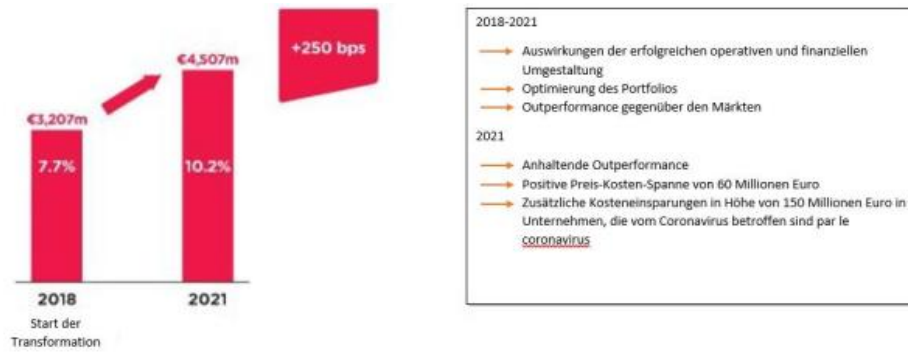 +250 bps
€4,507m
€3,207m
7.7%
10.2%
2018
2021
Start der
Transformation
2018-2021
Auswirkungen der erfolgreichen operativen und finanziellen
Umgestaltung
Optimierung des Portfolios
Outperformance gegenüber den Märkten
2021
Anhaltende Outperformance
Positive Preis-Kosten-Spanne von 60 Millionen Euro
Zusätzliche Kosteneinsparungen in Höhe von 150 Millionen Euro in
Unternehmen, die vom Coronavirus betroffen sind par le
coronavirus